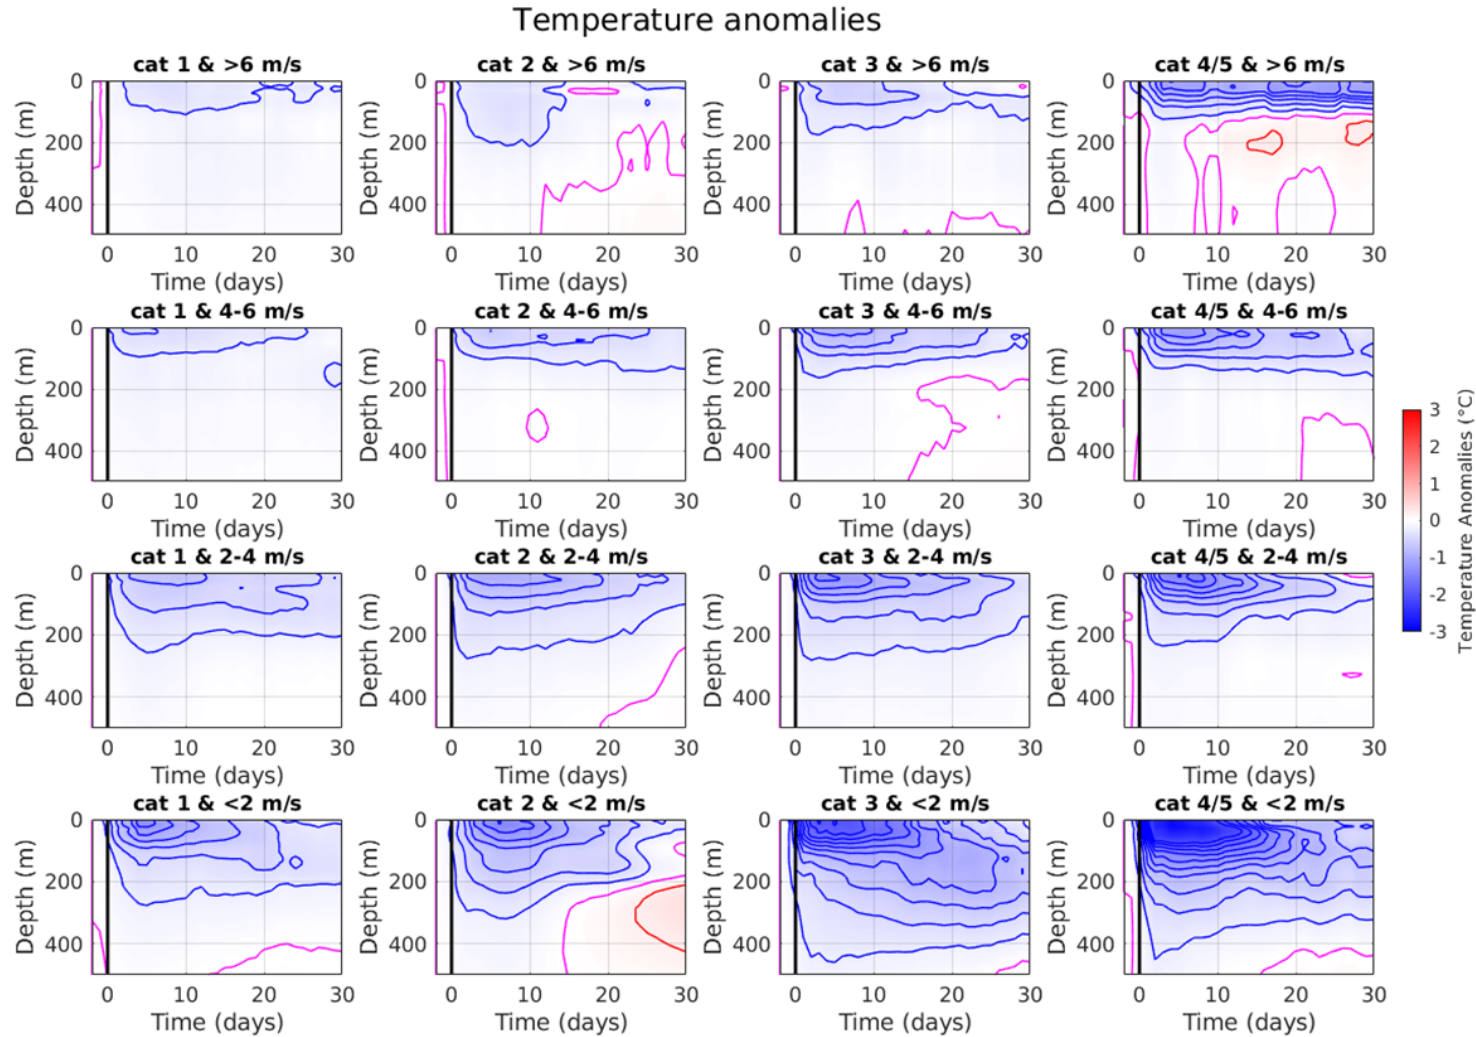 Temperature anomalies
cat 1 & >6 m/s
cat 2 & >6 m/s
cat 3 & >6 m/s
cat 4/5 & >6 m/s
0
200
400
Depth (m)
0 10 20 30
Time (days)
0
200
400
Depth (m)
0 10 20 30
Time (days)
0
200
400
Depth (m)
0 10 20 30
Time (days)
0
200
400
Depth (m)
0 10 20 30
Time (days)
cat 1 & 4-6 m/s
cat 2 & 4-6 m/s
cat 3 & 4-6 m/s
cat 4/5 & 4-6 m/s
0
200
400
Depth (m)
0 10 20 30
Time (days)
0
200
400
Depth (m)
0 10 20 30
Time (days)
0
200
400
Depth (m)
0 10 20 30
Time (days)
0
200
400
Depth (m)
0 10 20 30
Time (days)
cat 1 & 2-4 m/s
cat 2 & 2-4 m/s
cat 3 & 2-4 m/s
cat 4/5 & 2-4 m/s
0
200
400
Depth (m)
0 10 20 30
Time (days)
0
200
400
Depth (m)
0 10 20 30
Time (days)
0
200
400
Depth (m)
0 10 20 30
Time (days)
0
200
400
Depth (m)
0 10 20 30
Time (days)
cat 1 & <2 m/s
cat 2 & <2 m/s
cat 3 & <2 m/s
cat 4/5 & <2 m/s
0
200
400
Depth (m)
0 10 20 30
Time (days)
0
200
400
Depth (m)
0 10 20 30
Time (days)
0
200
400
Depth (m)
0 10 20 30
Time (days)
0
200
400
Depth (m)
0 10 20 30
Time (days)
3
2
1
0
-1
-2
-3
Temperature Anomalies (°C)